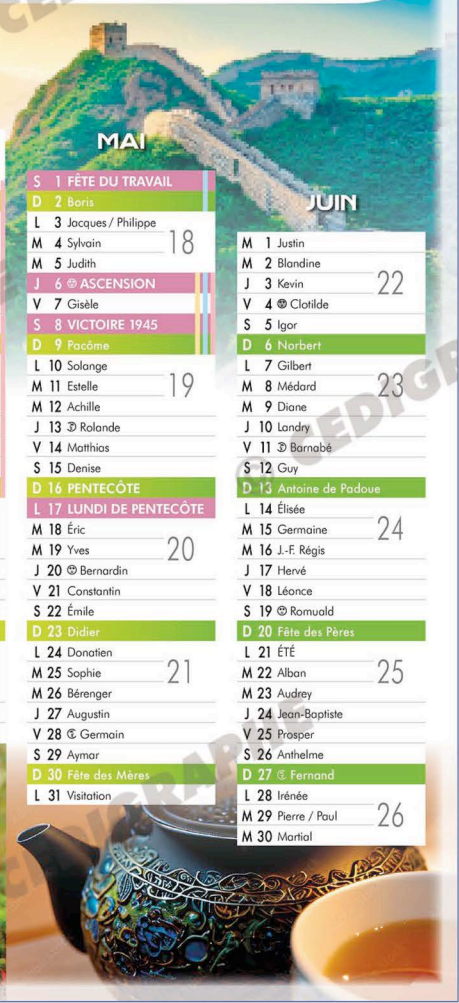 MAI
S 1 FÊTE DU TRAVAIL
D 2 Boris
L 3 Jacques / Philippe
M 4 Sylvain 18
M 5 Judith
J 6 ASCENSION
V 7 Gisèle
S 8 VICTOIRE 1945
D 9 Pacôme
L 10 Solange
M 11 Estelle 19
M 12 Achille
J 13 Rolande
V 14 Matthias
S 15 Denise
D 16 PENTECÔTE
L 17 LUNDI DE PENTECÔTE
M 18 Éric
M 19 Yves 20
J 20 Bernardin
V 21 Constantin
S 22 Émile
D 23 Didier
L 24 Donatien
M 25 Sophie 21
M 26 Bérenger
J 27 Augustin
V 28 Germain
S 29 Aymar
D 30 Fête des Mères
L 31 Visitation
JUIN
M 1 Justin
M 2 Blandine
J 3 Kevin 22
V 4 Clotilde
S 5 Igor
D 6 Norbert
L 7 Gilbert
M 8 Médard 23
M 9 Diane
J 10 Landry
V 11 Barnabé
S 12 Guy
D 13 Antoine de Padoue
L 14 Élisée
M 15 Germaine 24
M 16 J.-F. Régis
J 17 Hervé
V 18 Léonce
S 19 Romuald
D 20 Fête des Pères
L 21 ÉTÉ
M 22 Alban 25
M 23 Audrey
J 24 Jean-Baptiste
V 25 Prosper
S 26 Anthelme
D 27 Fernand
L 28 Irénée
M 29 Pierre / Paul 26
M 30 Martial
© CEDIGR
CEDIGRAPHE